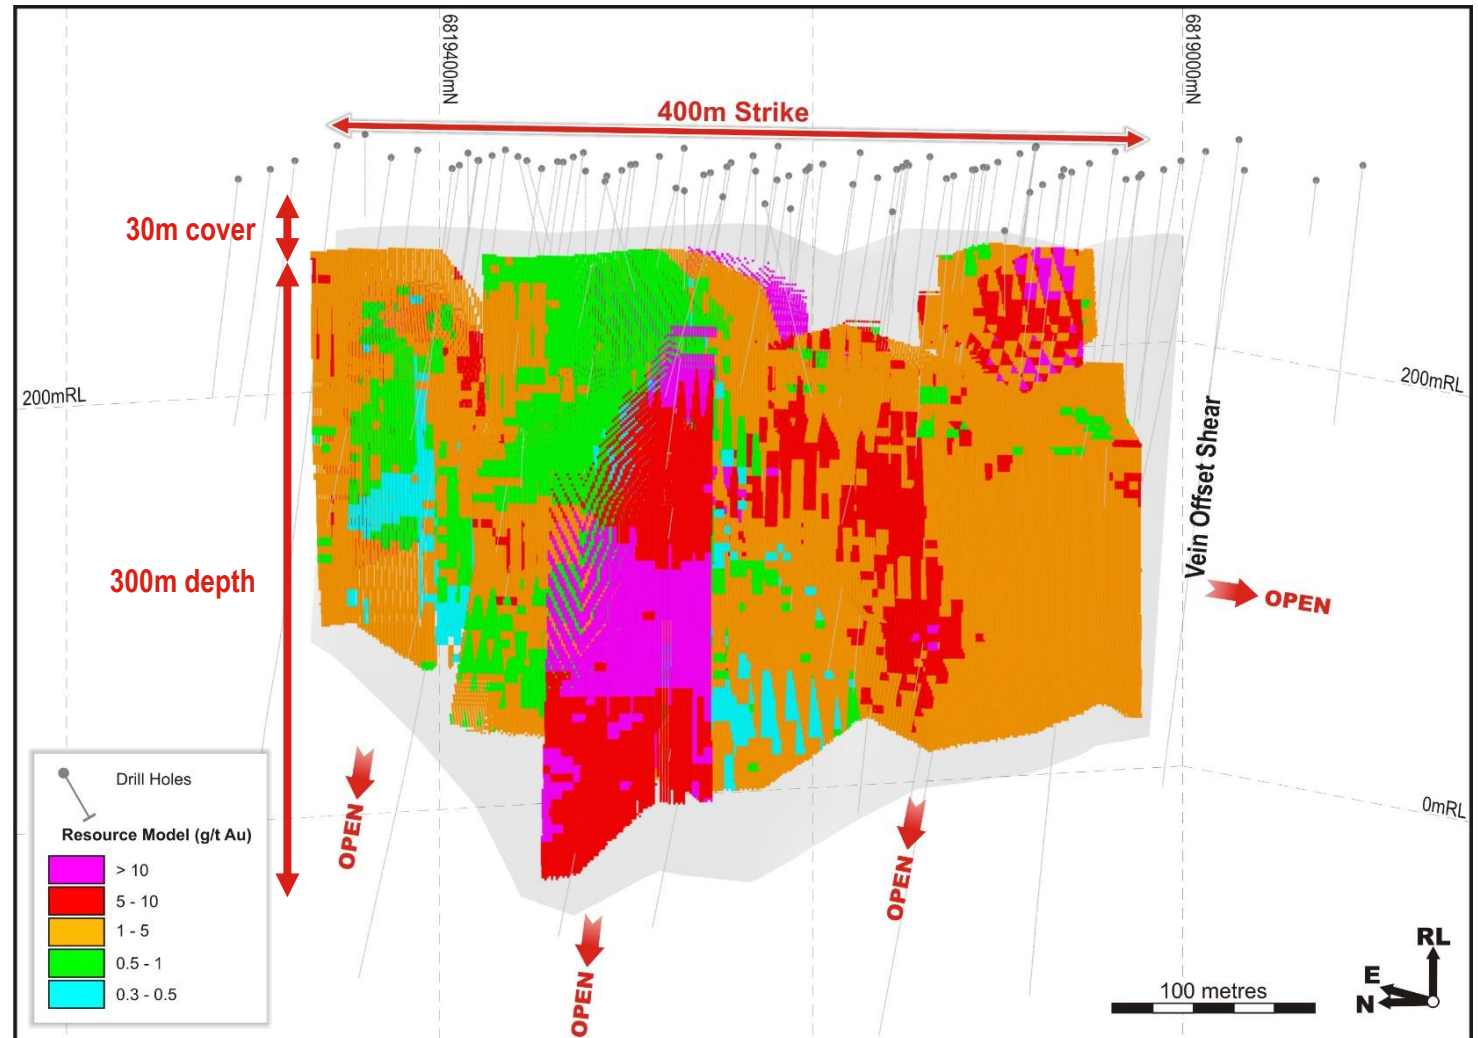 6819400mN
6819000mN
400m Strike
30m cover
200mRL
200mRL
Vein Offset Shear
300m depth
OPEN
OPEN
OPEN
OPEN
0mRL
Drill Holes
Resource Model (g/t Au)
> 10
5 - 10
1 - 5
0.5 - 1
0.3 - 0.5
100 metres
RL
E
N